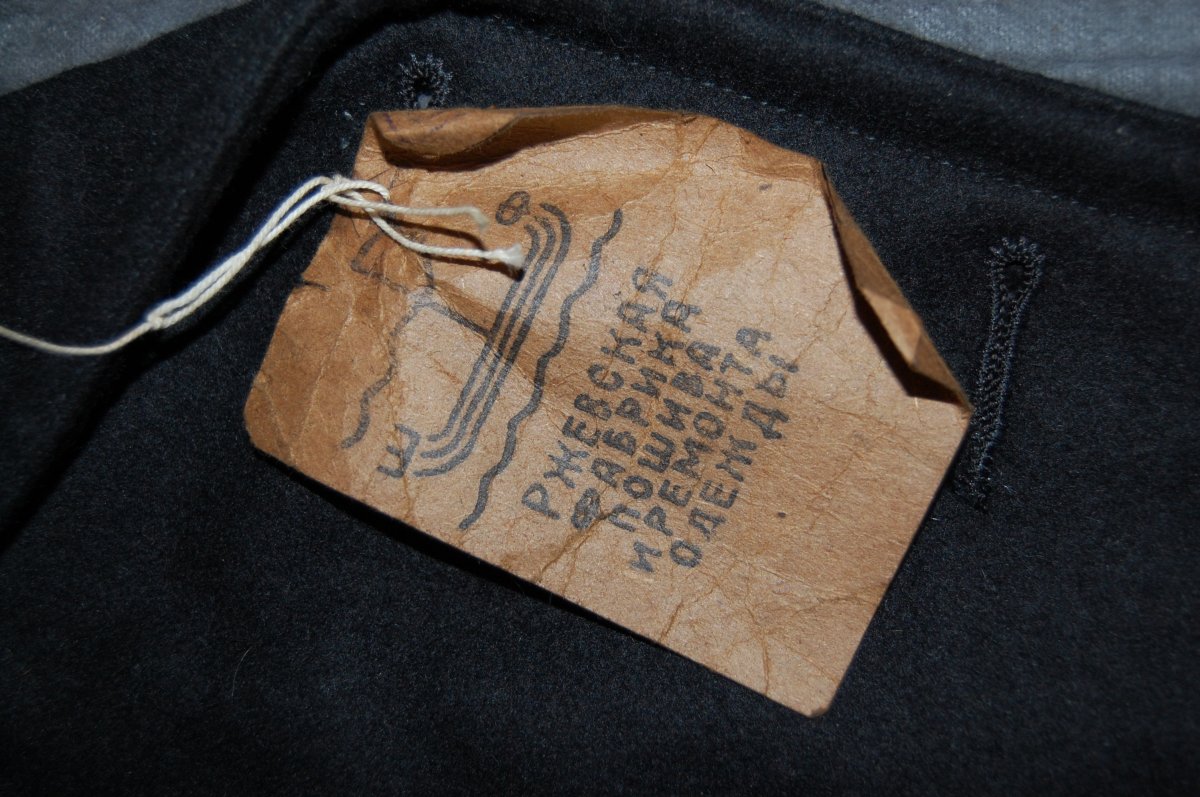 Ш Ф
РЖЕВСКАЯ
ФАБРИКА
ПОШИВА
И РЕМОНТА
ОДЕЖДЫ